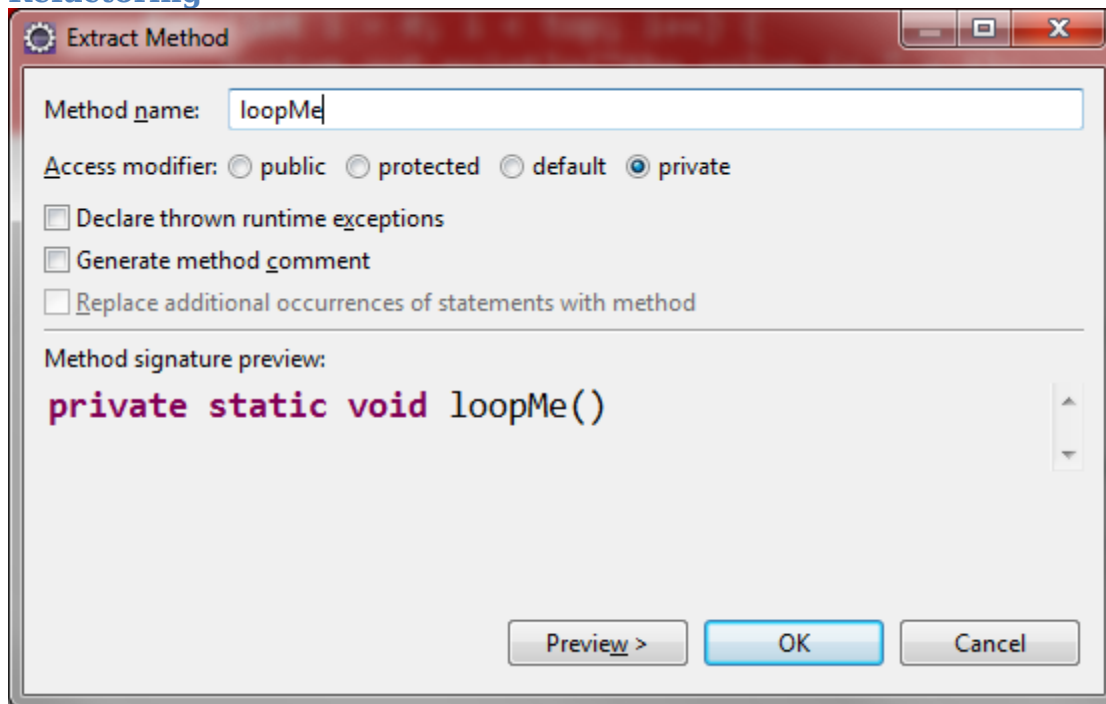 Refactoring
Extract Method
Method name: loopMe
Access modifier: public protected default private
Declare thrown runtime exceptions
Generate method comment
Replace additional occurrences of statements with method
Method signature preview:
private static void loopMe()
Preview > OK Cancel